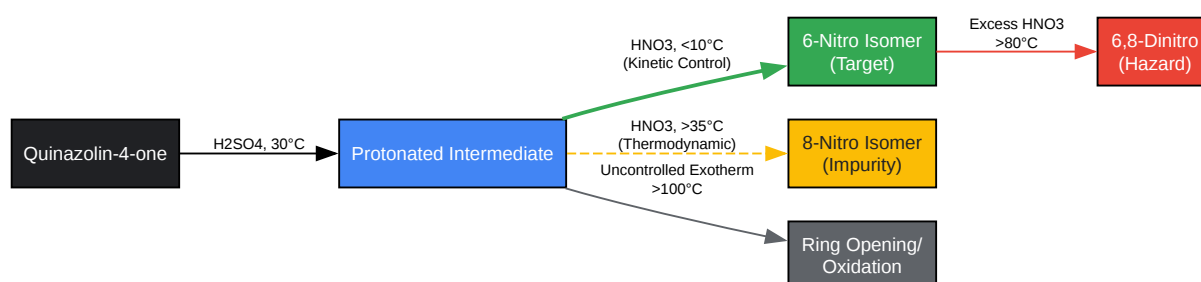 Quinazolin-4-one
H2SO4, 30°C
Protonated Intermediate
HNO3, <10°C
(Kinetic Control)
6-Nitro Isomer
(Target)
Excess HNO3
>80°C
6,8-Dinitro
(Hazard)
HNO3, >35°C
(Thermodynamic)
8-Nitro Isomer
(Impurity)
Uncontrolled Exotherm
>100°C
Ring Opening/
Oxidation